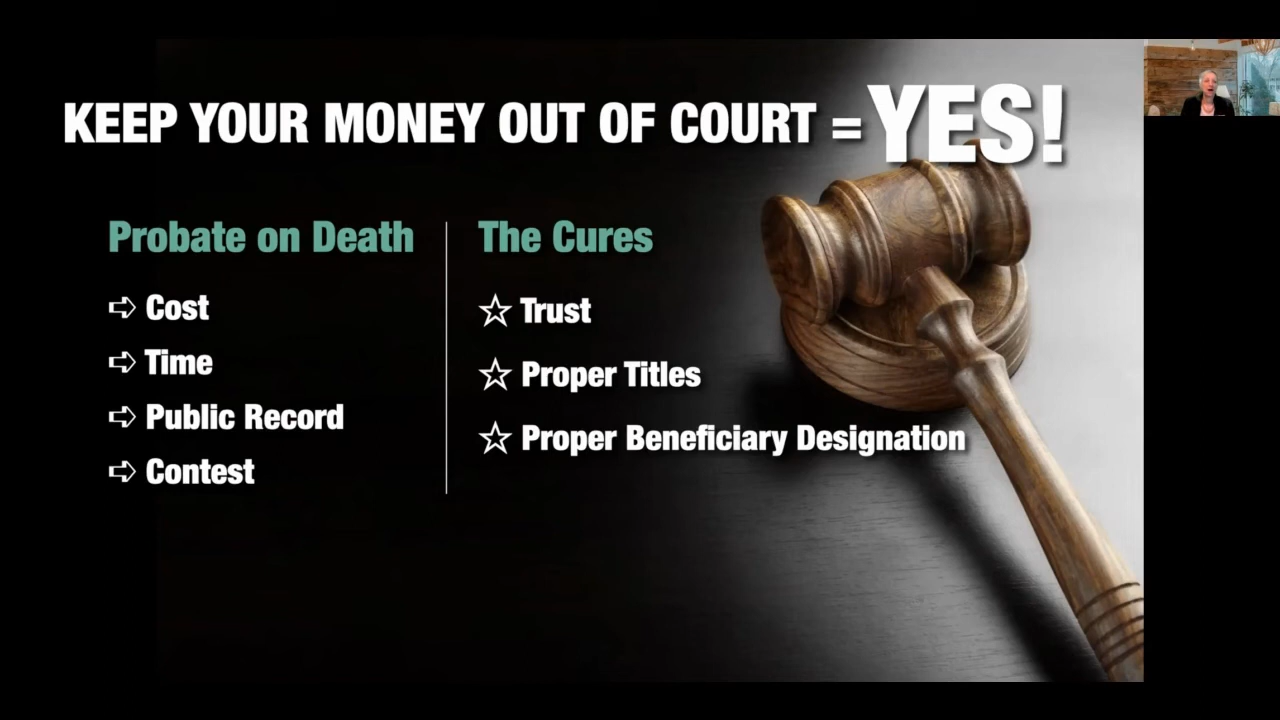 KEEP YOUR MONEY OUT OF COURT = YES!
Probate on Death
Cost
Time
Public Record
Contest
The Cures
Trust
Proper Titles
Proper Beneficiary Designation